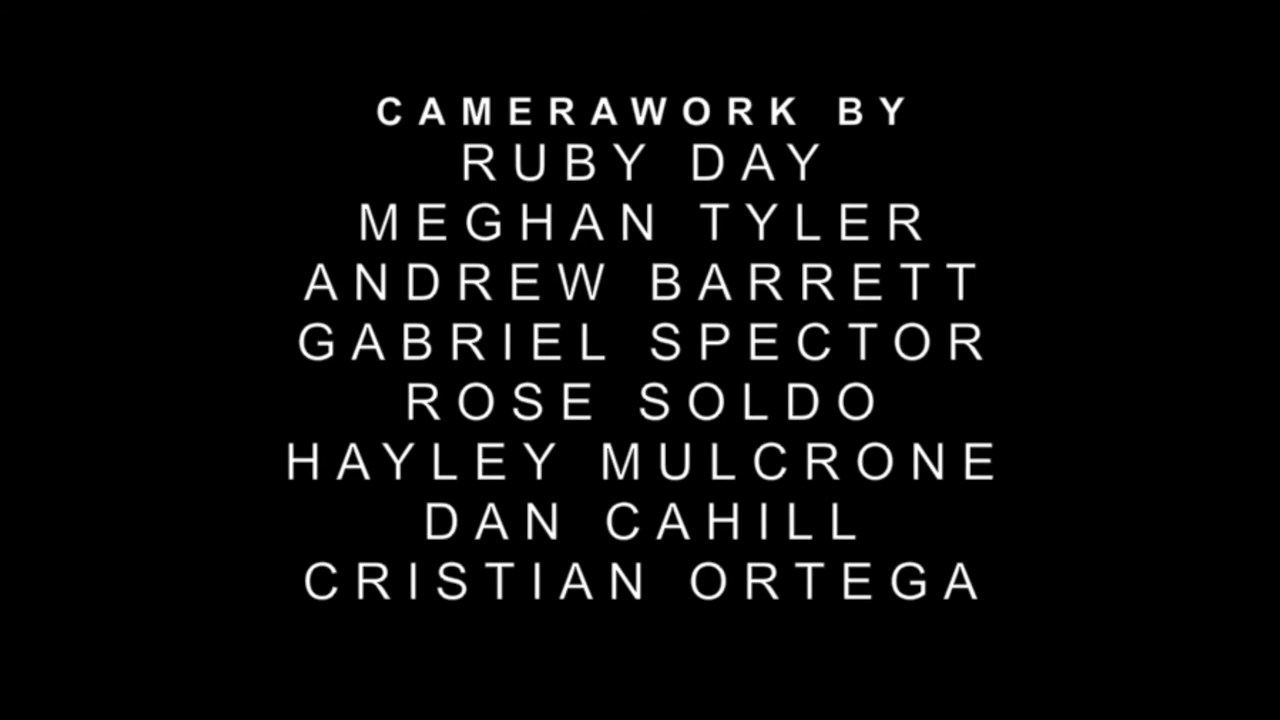 CAMERAWORK BY
RUBY DAY
MEGHAN TYLER
ANDREW BARRETT
GABRIEL SPECTOR
ROSE SOLDO
HAYLEY MULCRONE
DAN CAHILL
CRISTIAN ORTEGA